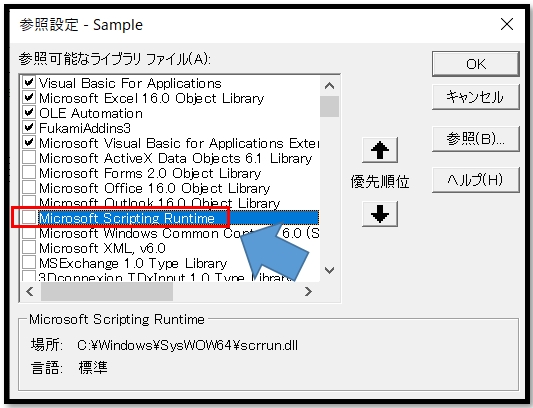 参照設定 - Sample
参照可能なライブラリ ファイル(A):
Visual Basic For Applications
Microsoft Excel 16.0 Object Library
OLE Automation
FukamiAddins3
Microsoft Visual Basic for Applications Exter
Microsoft ActiveX Data Objects 6.1 Library
Microsoft Forms 2.0 Object Library
Microsoft Office 16.0 Object Library
Microsoft Outlook 16.0 Object Library
Microsoft Scripting Runtime
Microsoft Windows Common 6.0 (S
Microsoft XML, v6.0
MSExchange 1.0 Type Library
3Dconnexion TDxInput 1.0 Type Library
OK
キャンセル
参照(B)...
ヘルプ(H)
優先順位
Microsoft Scripting Runtime
場所: C:¥Windows¥SysWOW64¥scrrun.dll
言語: 標準